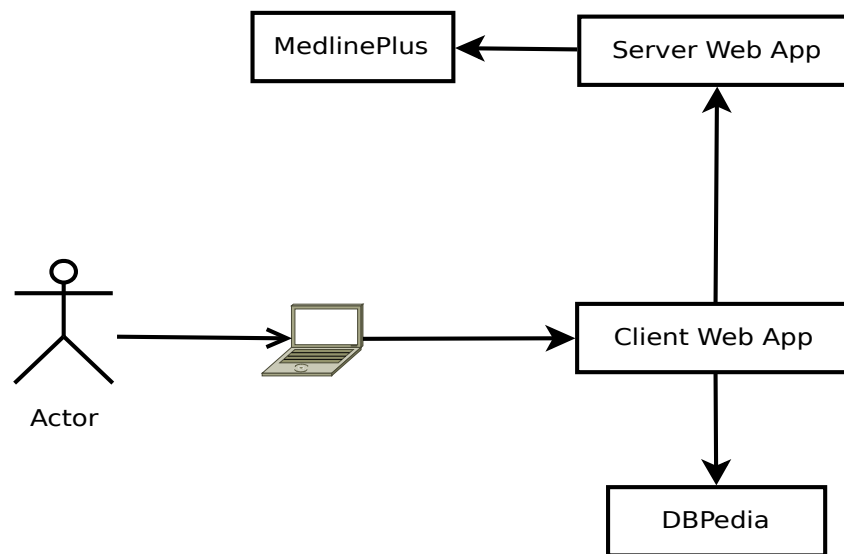 MedlinePlus
Server Web App
Client Web App
Actor
DBPedia